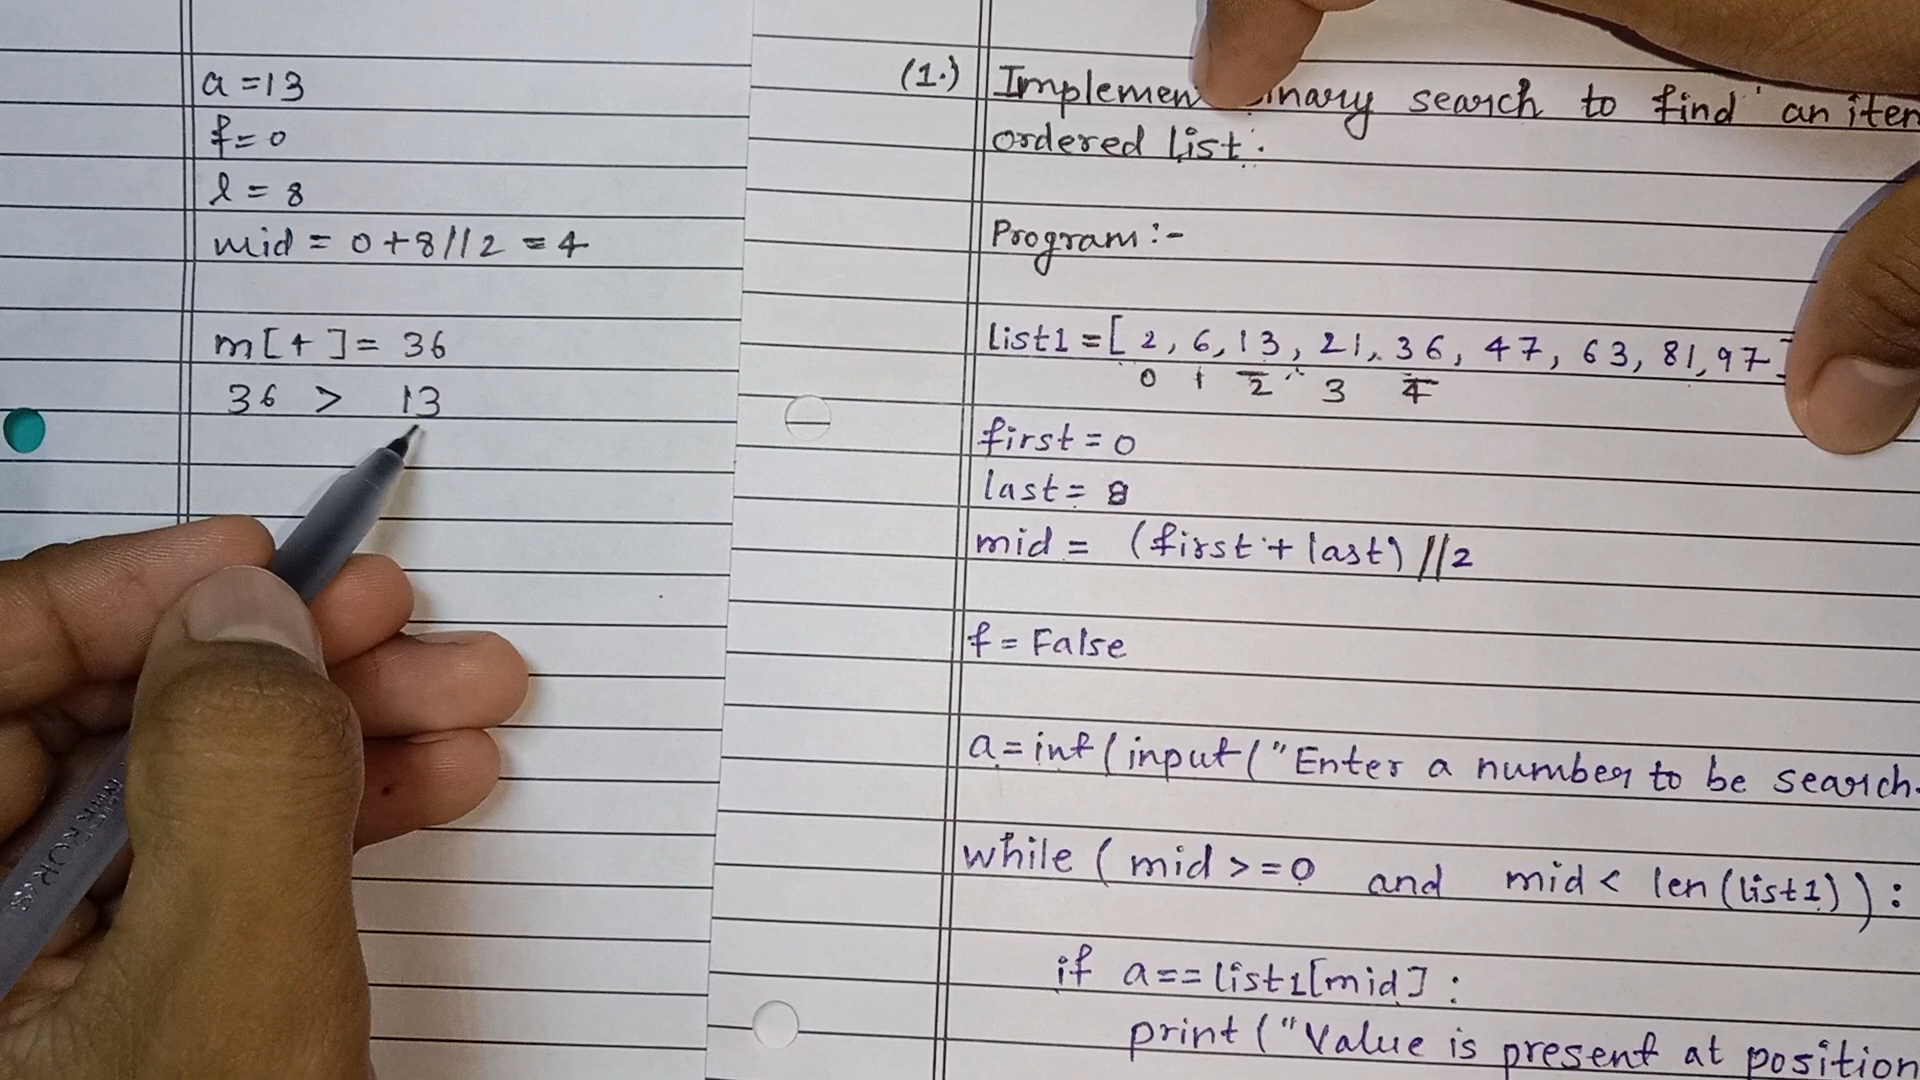 a = 13
f = 0
l = 8
mid = 0 + 8 // 2 = 4
m [4] = 36
36 > 13
(1.) Implemen inary search to find an item
ordered list.
Program :-
list1 = [ 2, 6, 13, 21, 36, 47, 63, 81, 97 ]
0 1 2 3 4
first = 0
last = 8
mid = (first + last) // 2
f = False
a = int ( input ( "Enter a number to be search
while ( mid >= 0 and mid < len (list1) ) :
if a == list1[mid] :
print ( "Value is present at position